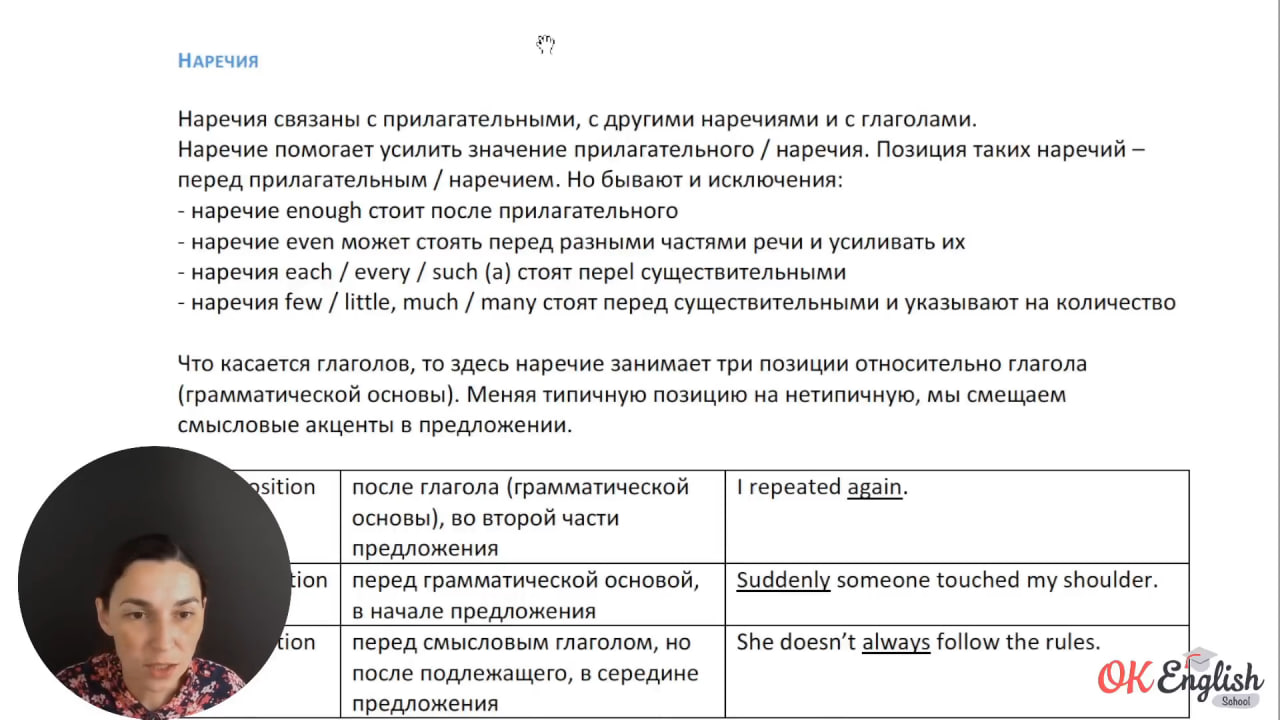 НАРЕЧИЯ
Наречия связаны с прилагательными, с другими наречиями и с глаголами.
Наречие помогает усилить значение прилагательного / наречия. Позиция таких наречий –
перед прилагательным / наречием. Но бывают и исключения:
- наречие enough стоит после прилагательного
- наречие even может стоять перед разными частями речи и усиливать их
- наречия each / every / such (a) стоят переl существительными
- наречия few / little, much / many стоят перед существительными и указывают на количество
Что касается глаголов, то здесь наречие занимает три позиции относительно глагола
(грамматической основы). Меняя типичную позицию на нетипичную, мы смещаем
смысловые акценты в предложении.
osition
после глагола (грамматической
основы), во второй части
предложения
I repeated again.
tion
перед грамматической основой,
в начале предложения
Suddenly someone touched my shoulder.
tion
перед смысловым глаголом, но
после подлежащего, в середине
предложения
She doesn’t always follow the rules.
OK English
School